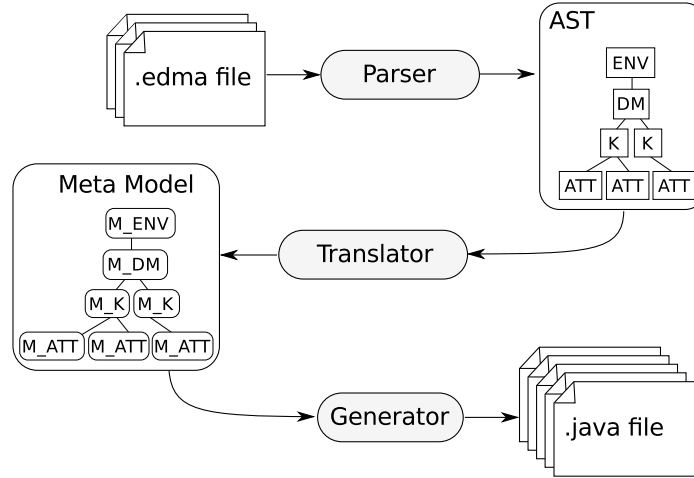 AST
.edma file
Parser
ENV
DM
K K
ATT ATT ATT
Meta Model
M_ENV
M_DM
M_K M_K
M_ATT M_ATT M_ATT
Translator
Generator
.java file